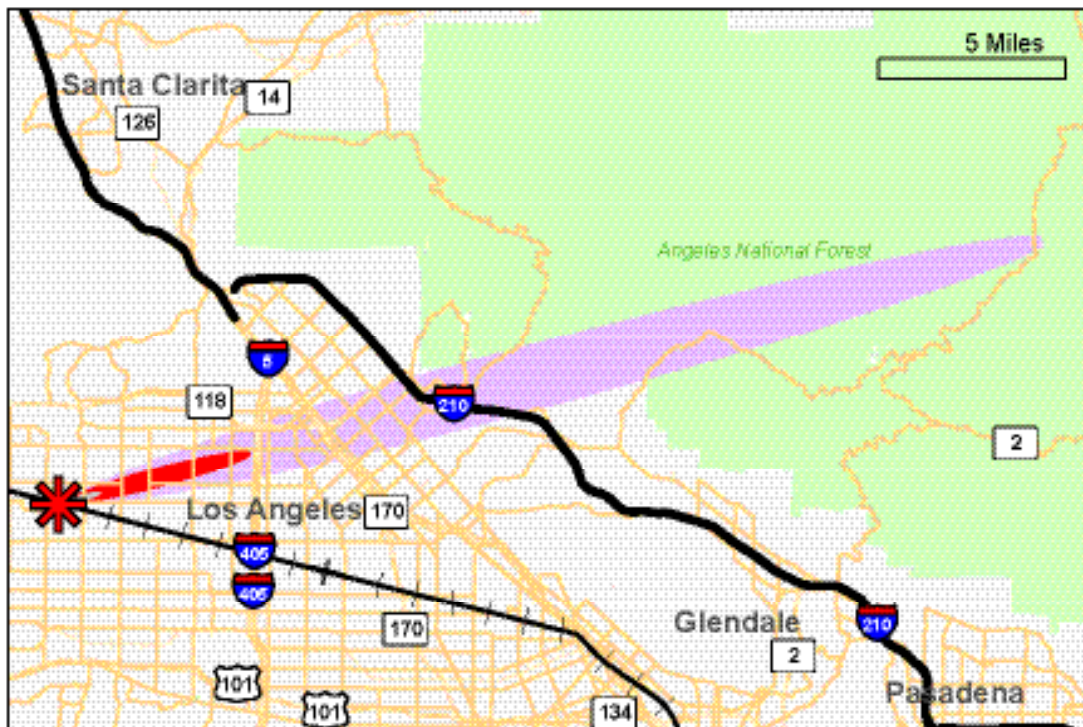 5 Miles
Santa Clarita
14
126
Angeles National Forest
5
118
210
2
Los Angeles
170
405
405
170
Glendale
210
2
101
Pasadena
101
134